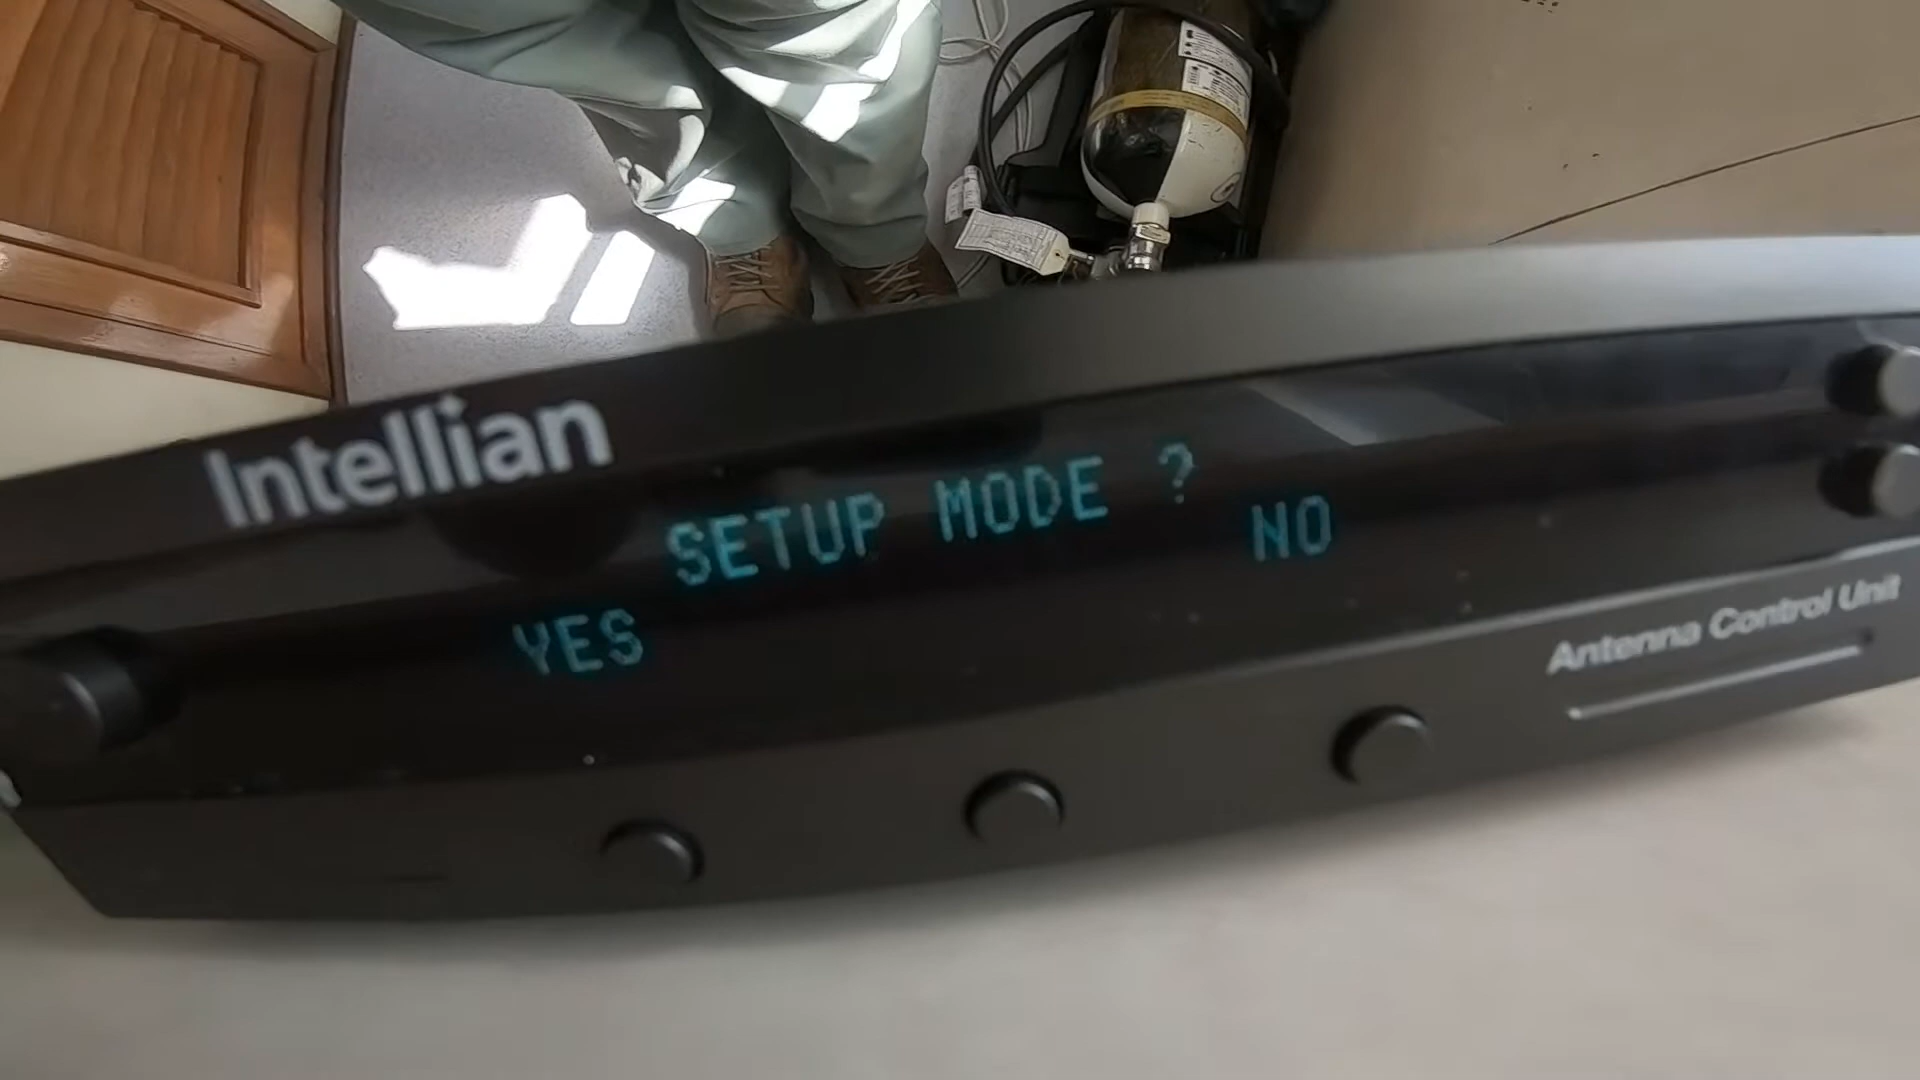 Intellian
SETUP MODE ?
YES NO
Antenna Control Unit